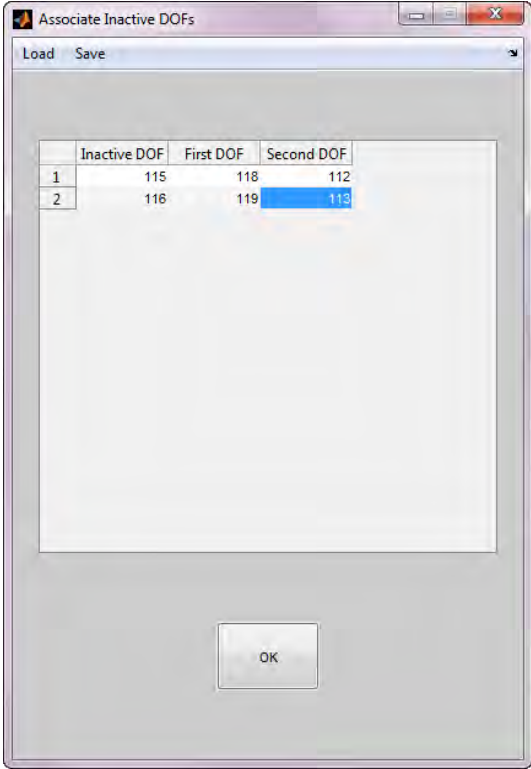 Associate Inactive DOFs
Load Save
Inactive DOF First DOF Second DOF
1 115 118 112
2 116 119 113
OK